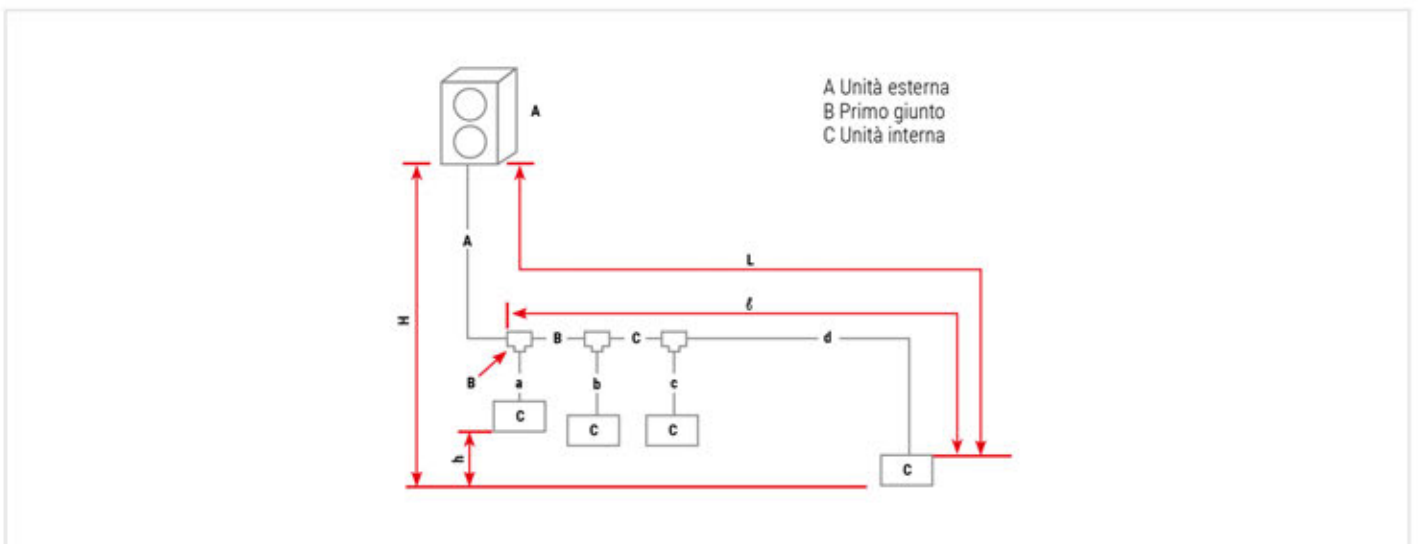 A Unità esterna
B Primo giunto
C Unità interna
A
A
L
ℓ
H
B
C
d
B
a
b
c
C
C
C
h
C